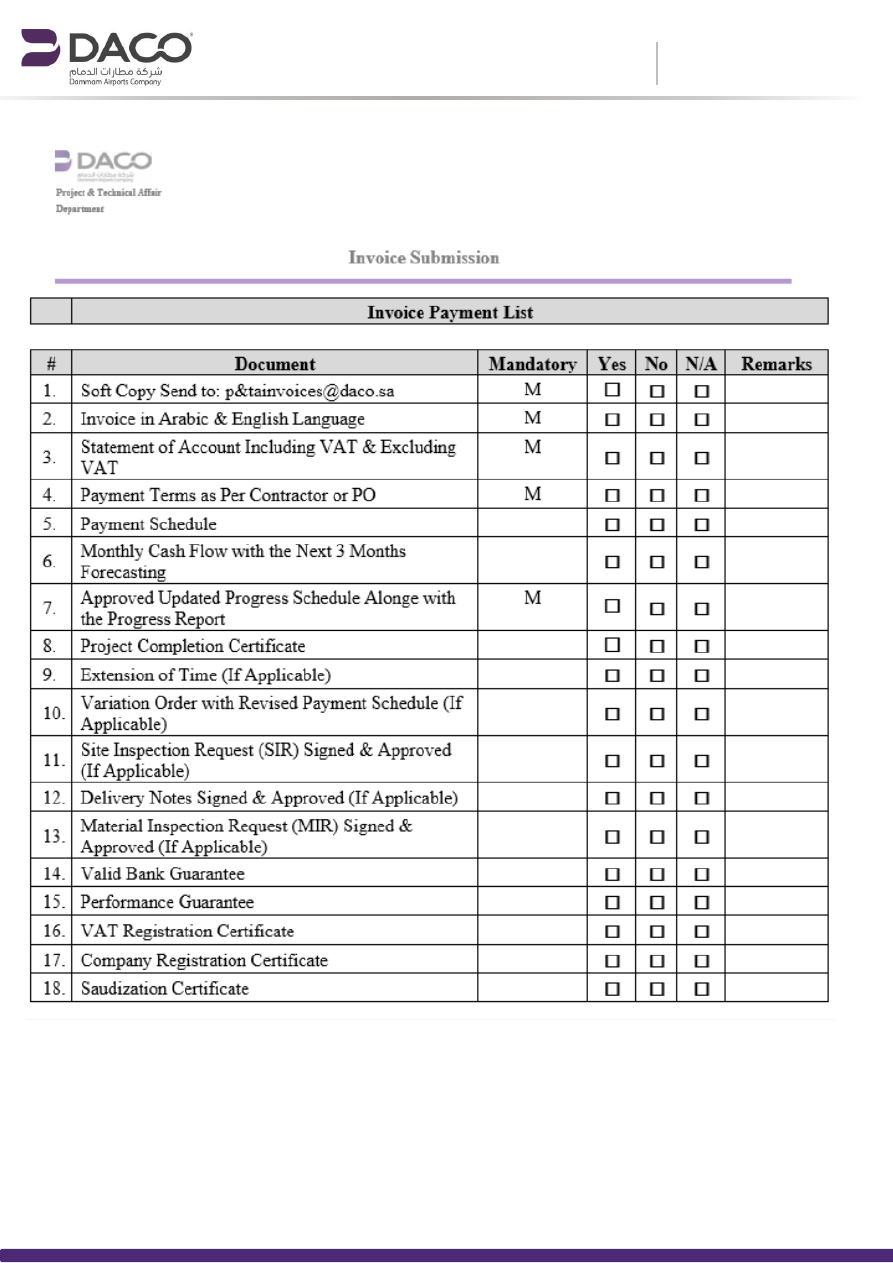 DACO
شركة مطارات الدمام
Dammam Airports Company
DACO
شركة مطارات الدمام
Dammam Airports Company
Project & Technical Affair
Department
Invoice Submission
Invoice Payment List
# Document Mandatory Yes No N/A Remarks
1. Soft Copy Send to: p&tainvoices@daco.sa M ☐ ☐ ☐
2. Invoice in Arabic & English Language M ☐ ☐ ☐
3. Statement of Account Including VAT & Excluding M ☐ ☐ ☐
VAT
4. Payment Terms as Per Contractor or PO M ☐ ☐ ☐
5. Payment Schedule ☐ ☐ ☐
6. Monthly Cash Flow with the Next 3 Months ☐ ☐ ☐
Forecasting
7. Approved Updated Progress Schedule Alonge with M ☐ ☐ ☐
the Progress Report
8. Project Completion Certificate ☐ ☐ ☐
9. Extension of Time (If Applicable) ☐ ☐ ☐
10. Variation Order with Revised Payment Schedule (If ☐ ☐ ☐
Applicable)
11. Site Inspection Request (SIR) Signed & Approved ☐ ☐ ☐
(If Applicable)
12. Delivery Notes Signed & Approved (If Applicable) ☐ ☐ ☐
13. Material Inspection Request (MIR) Signed & ☐ ☐ ☐
Approved (If Applicable)
14. Valid Bank Guarantee ☐ ☐ ☐
15. Performance Guarantee ☐ ☐ ☐
16. VAT Registration Certificate ☐ ☐ ☐
17. Company Registration Certificate ☐ ☐ ☐
18. Saudization Certificate ☐ ☐ ☐